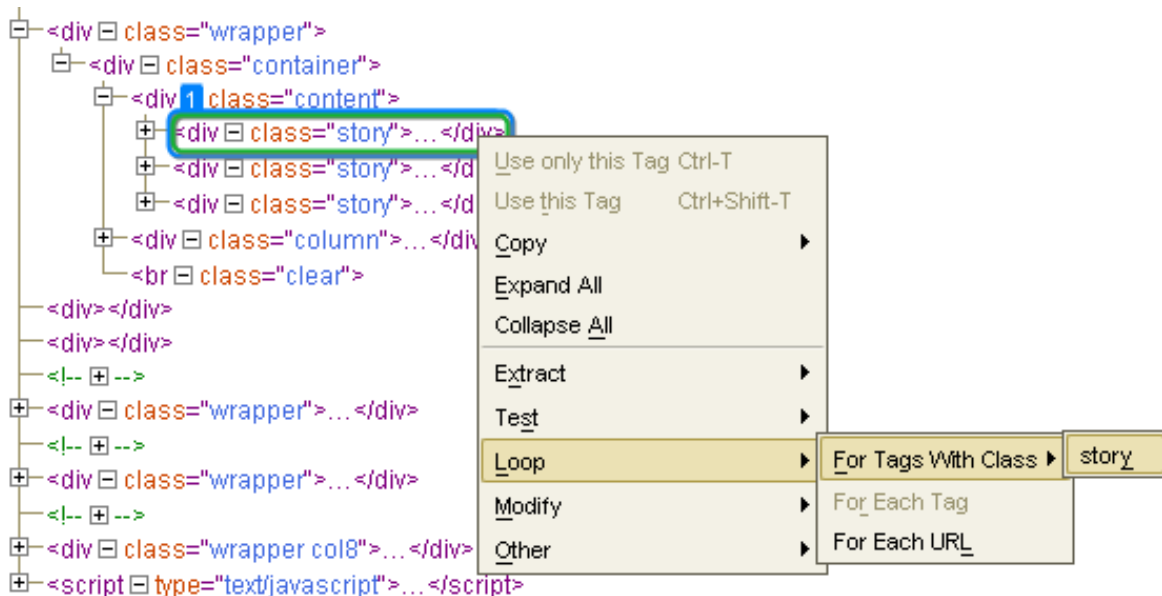 <div class="wrapper">
<div class="container">
<div 1 class="content">
<div class="story">...</div>
<div class="story">...</d
<div class="story">...</d
<div class="column">...</div
<br class="clear">
<div></div>
<div></div>
<!-- -->
<div class="wrapper">...</div>
<!-- -->
<div class="wrapper">...</div>
<!-- -->
<div class="wrapper col8">...</div>
<script type="text/javascript">...</script>
Use only this Tag Ctrl-T
Use this Tag Ctrl+Shift-T
Copy
Expand All
Collapse All
Extract
Test
Loop
Modify
Other
For Tags With Class
For Each Tag
For Each URL
story